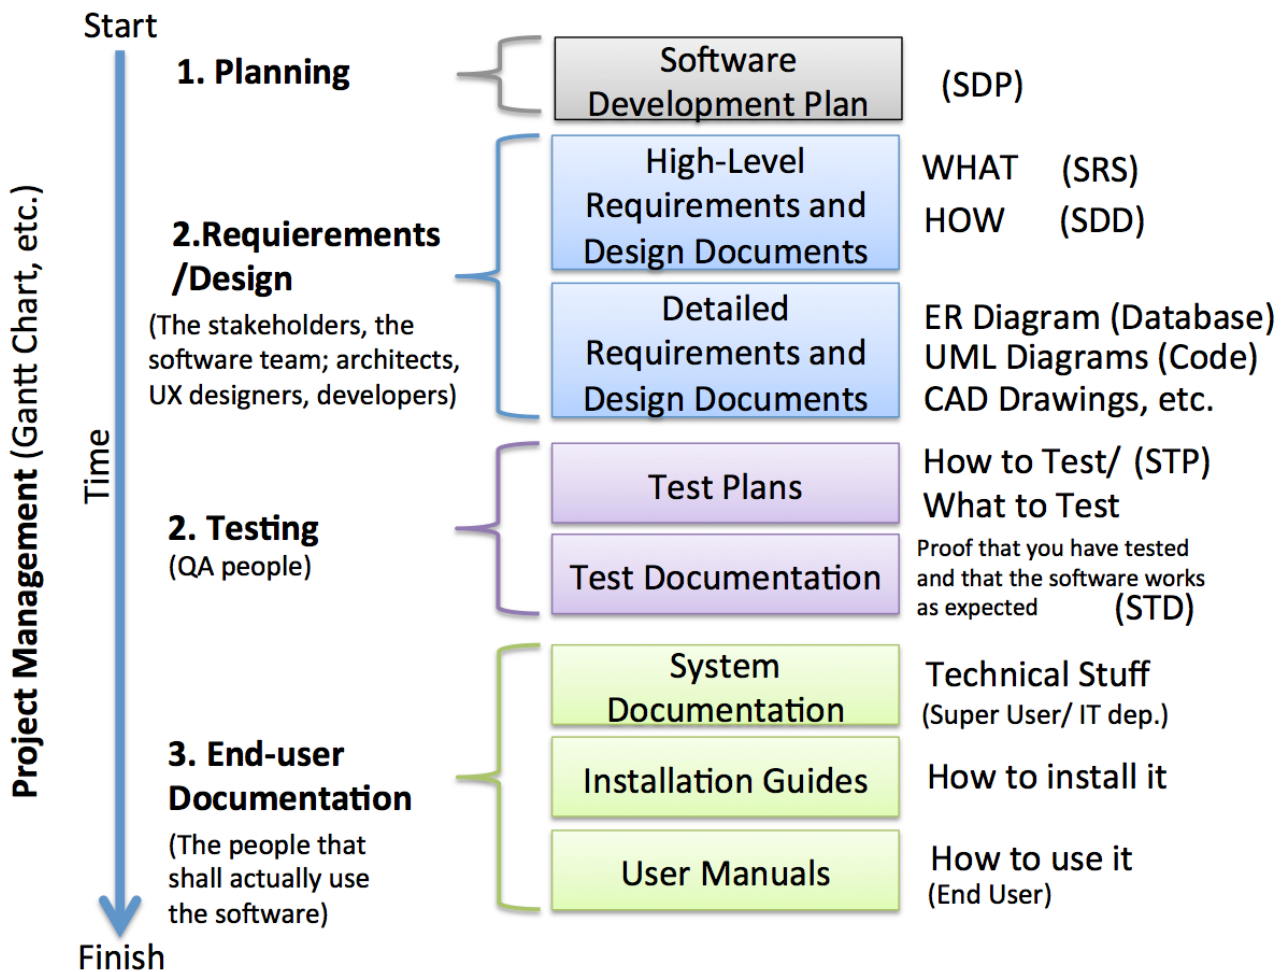 Start
Project Management (Gantt Chart, etc.)
Time
Finish
1. Planning
Software
Development Plan
(SDP)
2.Requierements
/Design
(The stakeholders, the
software team; architects,
UX designers, developers)
High-Level
Requirements and
Design Documents
WHAT (SRS)
HOW (SDD)
Detailed
Requirements and
Design Documents
ER Diagram (Database)
UML Diagrams (Code)
CAD Drawings, etc.
2. Testing
(QA people)
Test Plans
How to Test/ (STP)
What to Test
Test Documentation
Proof that you have tested
and that the software works
as expected (STD)
3. End-user
Documentation
(The people that
shall actually use
the software)
System
Documentation
Technical Stuff
(Super User/ IT dep.)
Installation Guides
How to install it
User Manuals
How to use it
(End User)